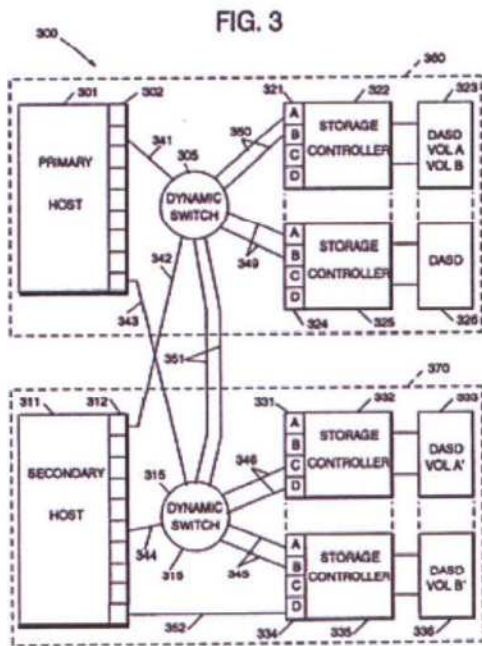 FIG. 3
300
360
301
302
321
322
323
PRIMARY
HOST
341
305
350
A
B
C
D
STORAGE
CONTROLLER
DASD
VOL A
VOL B
DYNAMIC
SWITCH
342
349
A
B
C
D
STORAGE
CONTROLLER
DASD
343
324
325
326
351
370
311
312
331
332
333
SECONDARY
HOST
315
346
A
B
C
D
STORAGE
CONTROLLER
DASD
VOL A'
DYNAMIC
SWITCH
344
315
345
A
B
C
D
STORAGE
CONTROLLER
DASD
VOL B'
352
334
335
336